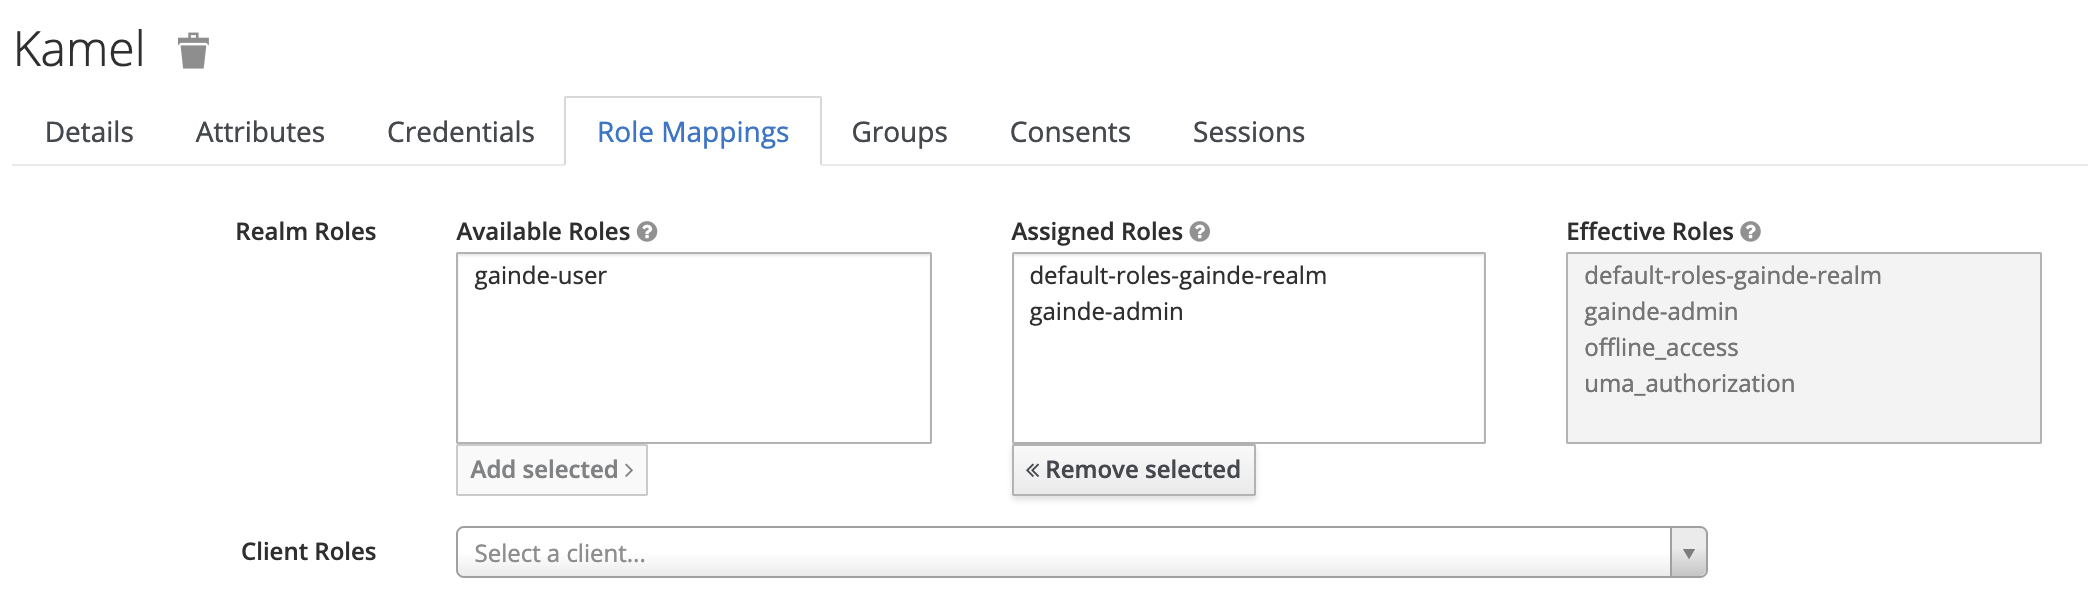 Kamel
Details Attributes Credentials Role Mappings Groups Consents Sessions
Realm Roles
Available Roles ?
gainde-user
Add selected >
Assigned Roles ?
default-roles-gainde-realm
gainde-admin
« Remove selected
Effective Roles ?
default-roles-gainde-realm
gainde-admin
offline_access
uma_authorization
Client Roles
Select a client...